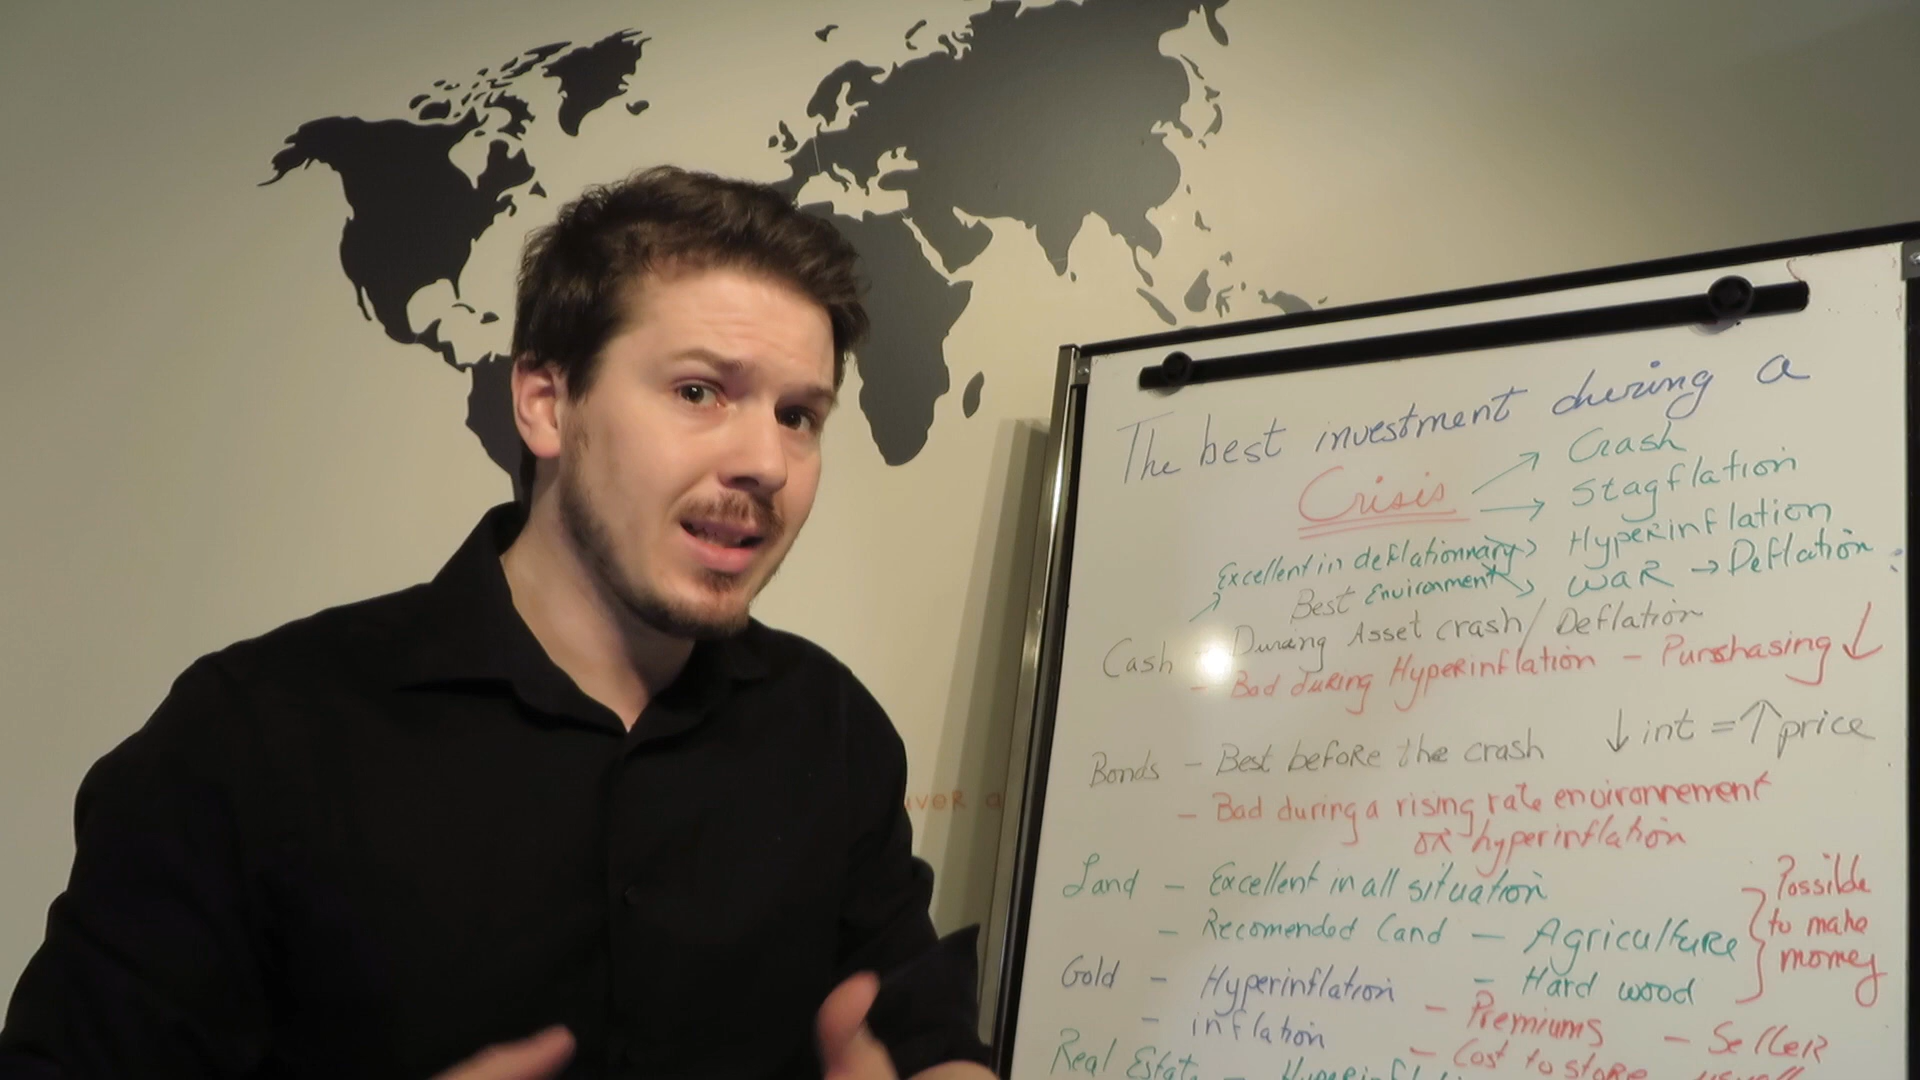 The best investment during a
Crisis
Crash
Stagflation
Hyperinflation
WaR → Deflation
Excellent in deflationnary
Environment
Best
Cash - During Asset crash / Deflation
- Bad during Hyperinflation - Purshasing ↓
Bonds - Best before the crash ↓ int = ↑ price
- Bad during a rising rate environnement
or hyperinflation
Land - Excellent in all situation
- Recomended Land - Agriculture
- Hard wood
Possible
to make
money
Gold - Hyperinflation
- inflation
- Premiums
- Cost to store
- Seller
Real Estate -